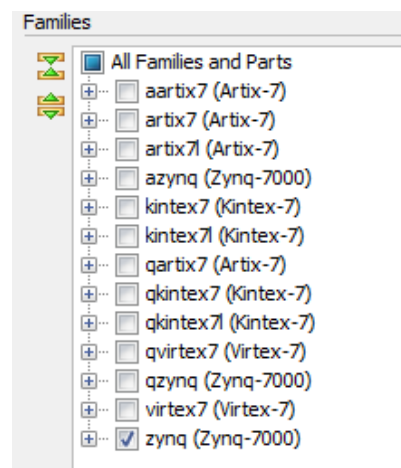 Families
All Families and Parts
aartix7 (Artix-7)
artix7 (Artix-7)
artix7l (Artix-7)
azynq (Zynq-7000)
kintex7 (Kintex-7)
kintex7l (Kintex-7)
qartix7 (Artix-7)
qkintex7 (Kintex-7)
qkintex7l (Kintex-7)
qvirtex7 (Virtex-7)
qzynq (Zynq-7000)
virtex7 (Virtex-7)
zynq (Zynq-7000)